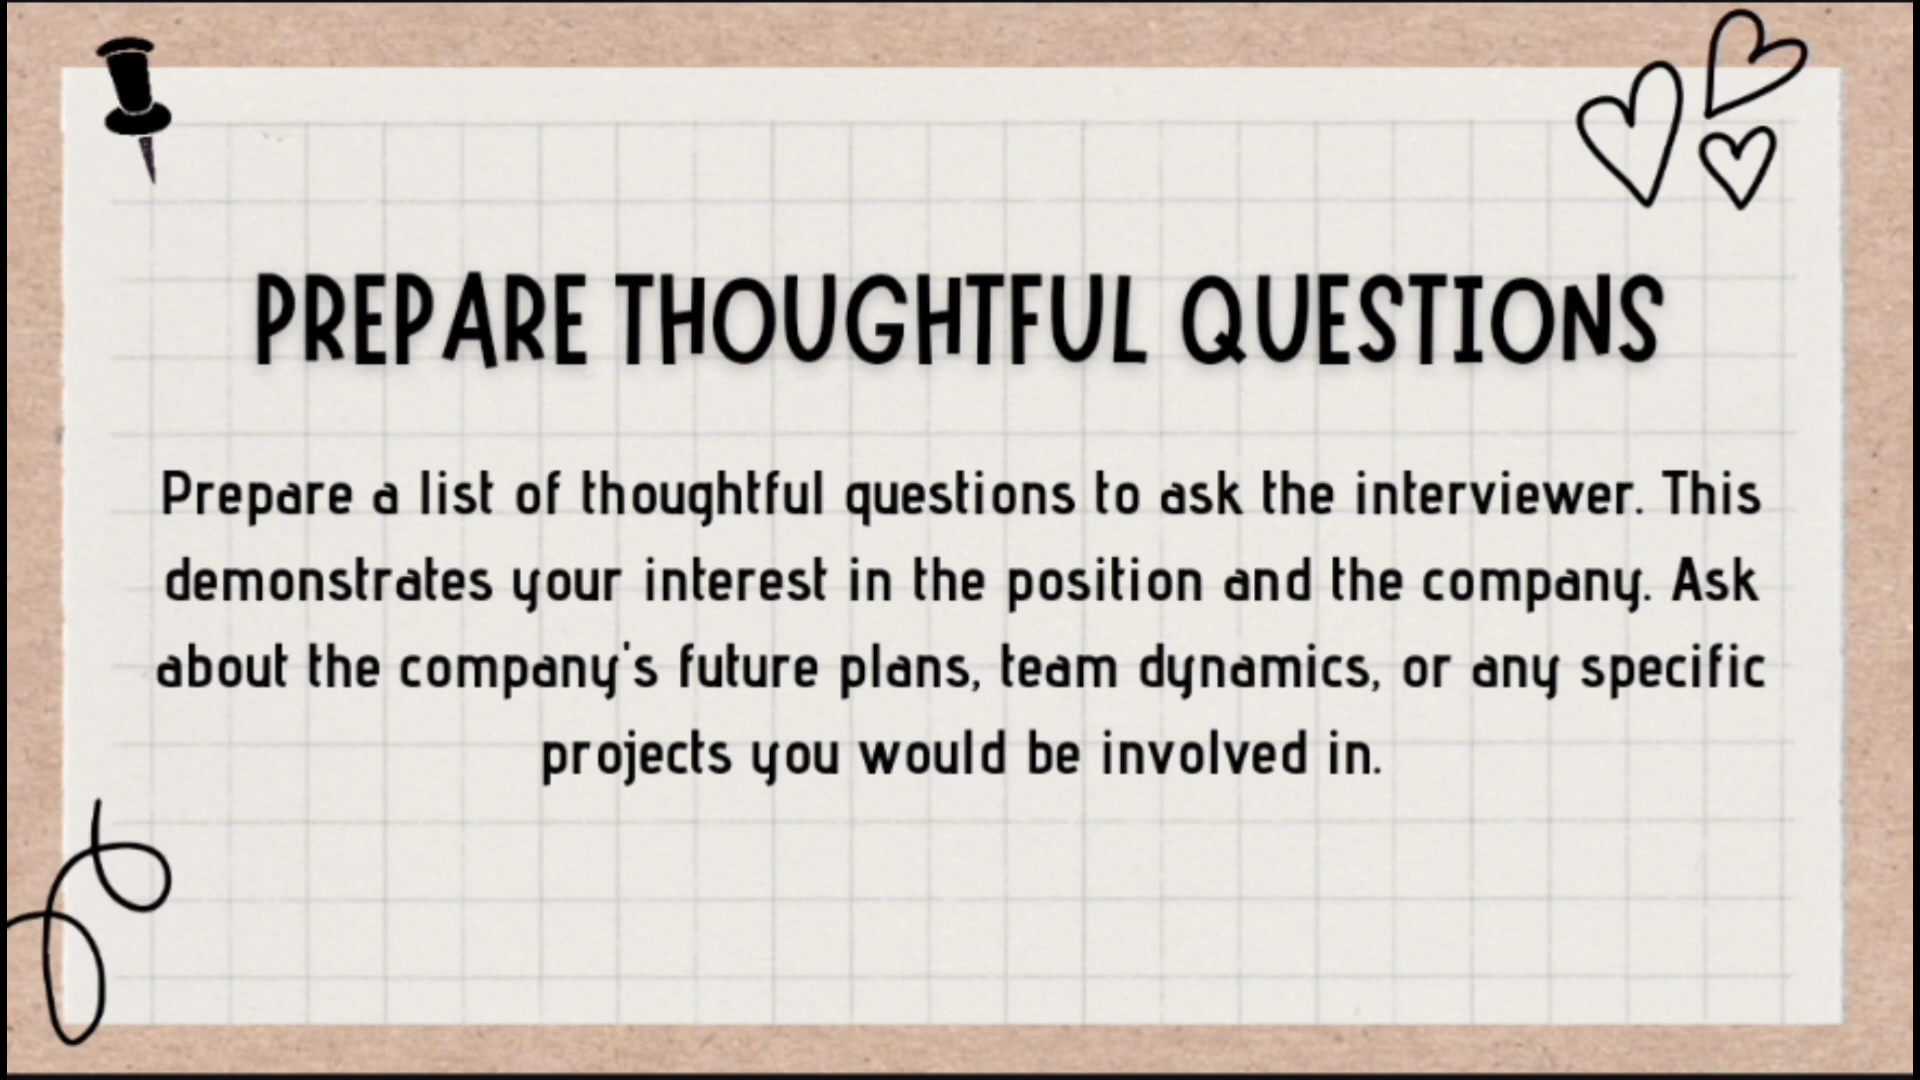 PREPARE THOUGHTFUL QUESTIONS
Prepare a list of thoughtful questions to ask the interviewer. This
demonstrates your interest in the position and the company. Ask
about the company's future plans, team dynamics, or any specific
projects you would be involved in.